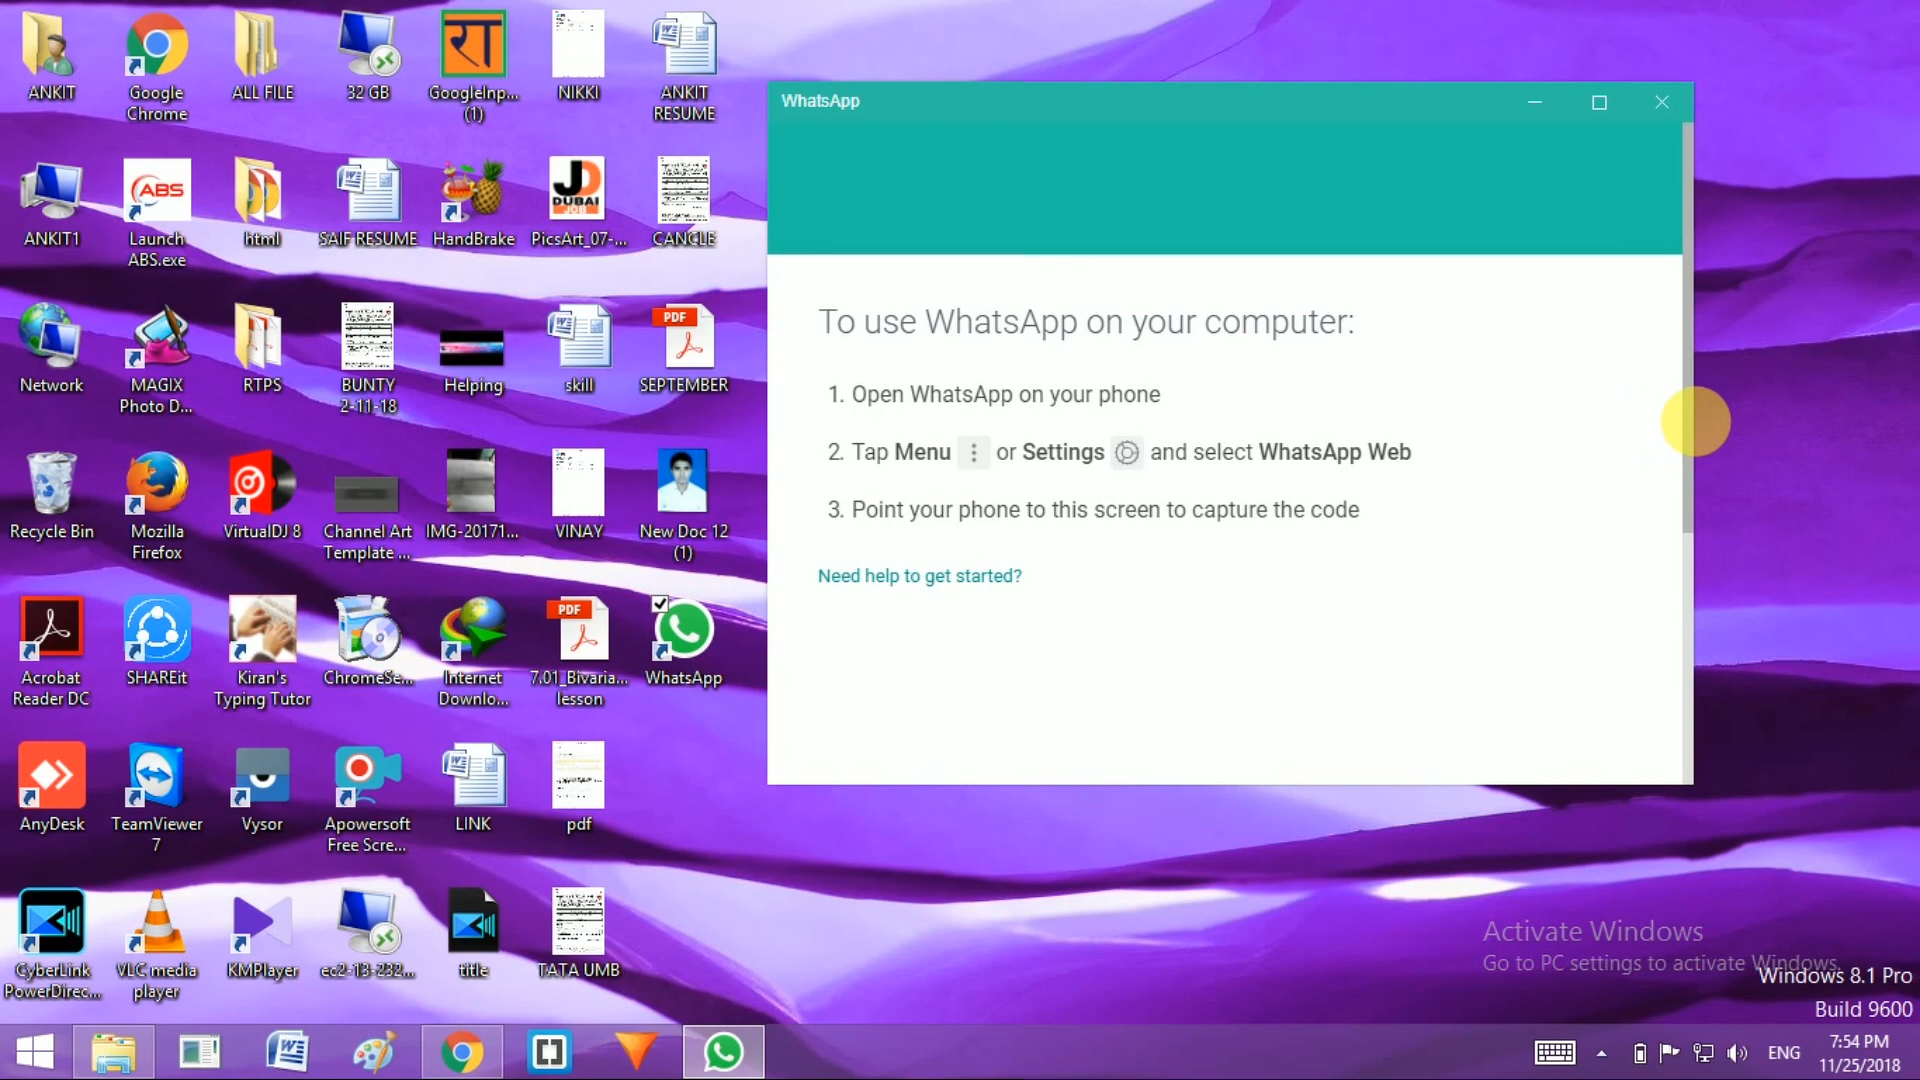 ANKIT
Google
Chrome
ALL FILE
32 GB
रा
GoogleInp...
(1)
NIKKI
ANKIT
RESUME
ANKIT1
ABS
Launch
ABS.exe
html
SAIF RESUME
HandBrake
JD
DUBAI
JOB
PicsArt_07-...
CANCLE
Network
MAGIX
Photo D...
RTPS
BUNTY
2-11-18
Helping
skill
PDF
SEPTEMBER
Recycle Bin
Mozilla
Firefox
VirtualDJ 8
Channel Art
Template ...
IMG-20171...
VINAY
New Doc 12
(1)
Acrobat
Reader DC
SHAREit
Kiran's
Typing Tutor
ChromeSe...
Internet
Downlo...
PDF
7.01_Bivaria...
lesson
WhatsApp
AnyDesk
TeamViewer
7
Vysor
Apowersoft
Free Scre...
LINK
pdf
CyberLink
PowerDirec...
VLC media
player
KMPlayer
ec2-13-232...
title
TATA UMB
WhatsApp
To use WhatsApp on your computer:
1. Open WhatsApp on your phone
2. Tap Menu or Settings and select WhatsApp Web
3. Point your phone to this screen to capture the code
Need help to get started?
Activate Windows
Go to PC settings to activate Windows.
Windows 8.1 Pro
Build 9600
ENG
7:54 PM
11/25/2018